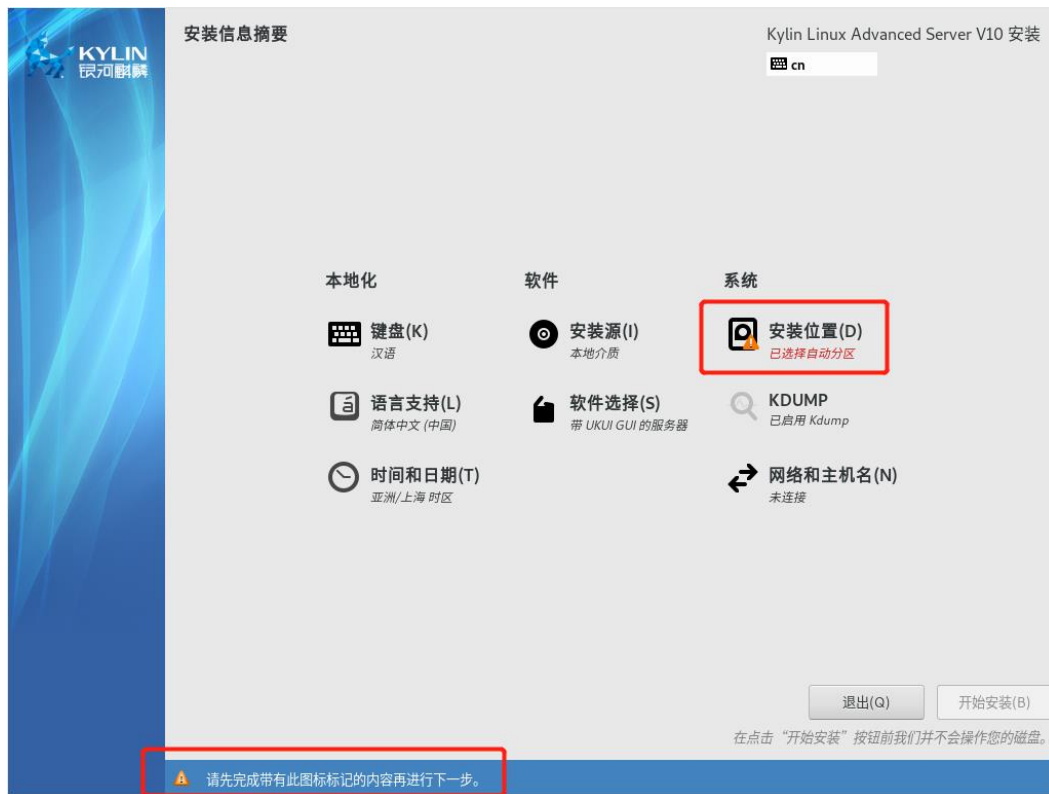 KYLIN
银河麒麟
安装信息摘要
Kylin Linux Advanced Server V10 安装
cn
本地化
键盘(K)
汉语
语言支持(L)
简体中文 (中国)
时间和日期(T)
亚洲/上海 时区
软件
安装源(I)
本地介质
软件选择(S)
带 UKUI GUI 的服务器
系统
安装位置(D)
已选择自动分区
KDUMP
已启用 Kdump
网络和主机名(N)
未连接
退出(Q)
开始安装(B)
在点击“开始安装”按钮前我们并不会操作您的磁盘。
请先完成带有此图标标记的内容再进行下一步。